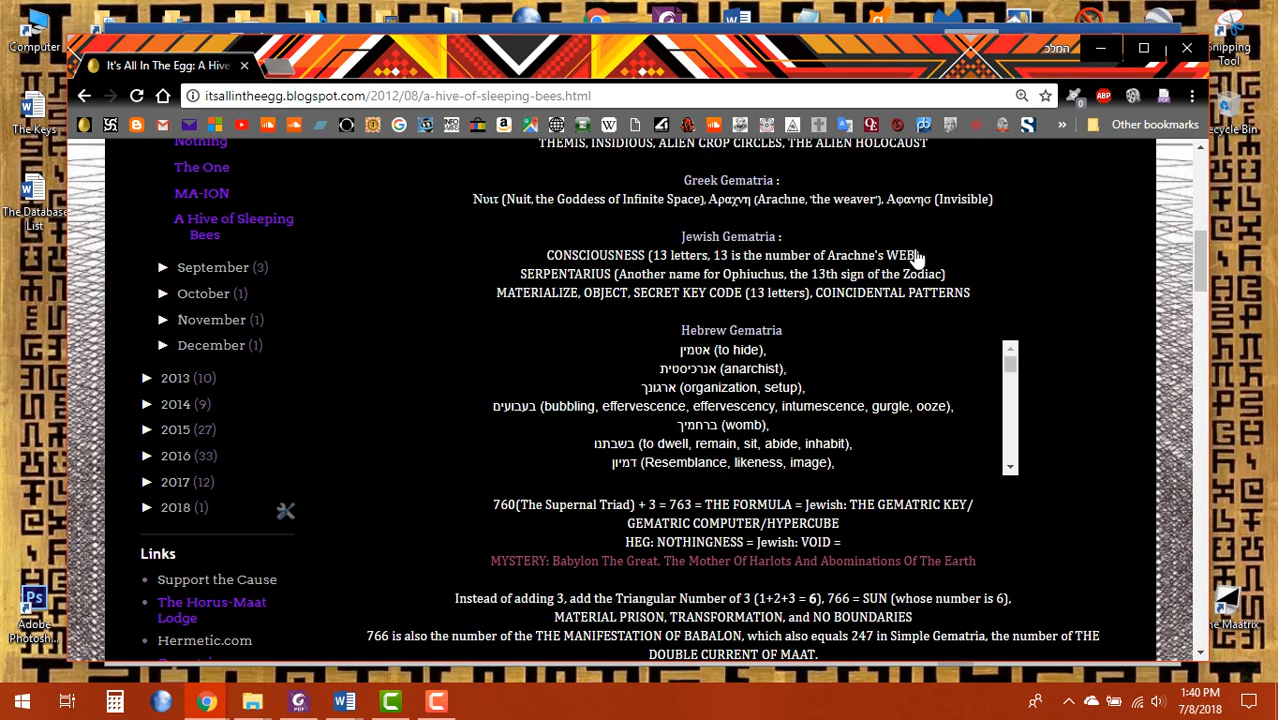 Computer
The Keys
The Database
List
Adobe
Photosh...
Snipping
Tool
Recycle Bin
It's All In The Egg: A Hive
המלכ
itsallintheegg.blogspot.com/2012/08/a-hive-of-sleeping-bees.html
0
ABP
Other bookmarks
Nothing
The One
MA-ION
A Hive of Sleeping
Bees
► September (3)
► October (1)
► November (1)
► December (1)
► 2013 (10)
► 2014 (9)
► 2015 (27)
► 2016 (33)
► 2017 (12)
► 2018 (1)
Links
Support the Cause
The Horus-Maat
Lodge
Hermetic.com
THEMIS, INSIDIOUS, ALIEN CROP CIRCLES, THE ALIEN HOLOCAUST
Greek Gematria :
Νυιτ (Nuit, the Goddess of Infinite Space), Αραχνη (Arachne, 'the weaver'), Αφανησ (Invisible)
Jewish Gematria :
CONSCIOUSNESS (13 letters, 13 is the number of Arachne's WEB
SERPENTARIUS (Another name for Ophiuchus, the 13th sign of the Zodiac)
MATERIALIZE, OBJECT, SECRET KEY CODE (13 letters), COINCIDENTAL PATTERNS
Hebrew Gematria
אטמין (to hide),
אנרכיסטית (anarchist),
ארגונך (organization, setup),
בעבועים (bubbling, effervescence, effervescency, intumescence, gurgle, ooze),
ברחמיך (womb),
בשבתנו (to dwell, remain, sit, abide, inhabit),
דמיון (Resemblance, likeness, image),
760(The Supernal Triad) + 3 = 763 = THE FORMULA = Jewish: THE GEMATRIC KEY/
GEMATRIC COMPUTER/HYPERCUBE
HEG: NOTHINGNESS = Jewish: VOID =
MYSTERY: Babylon The Great, The Mother Of Harlots And Abominations Of The Earth
Instead of adding 3, add the Triangular Number of 3 (1+2+3 = 6), 766 = SUN (whose number is 6),
MATERIAL PRISON, TRANSFORMATION, and NO BOUNDARIES
766 is also the number of the THE MANIFESTATION OF BABALON, which also equals 247 in Simple Gematria, the number of THE
DOUBLE CURRENT OF MAAT.
1:40 PM
7/8/2018